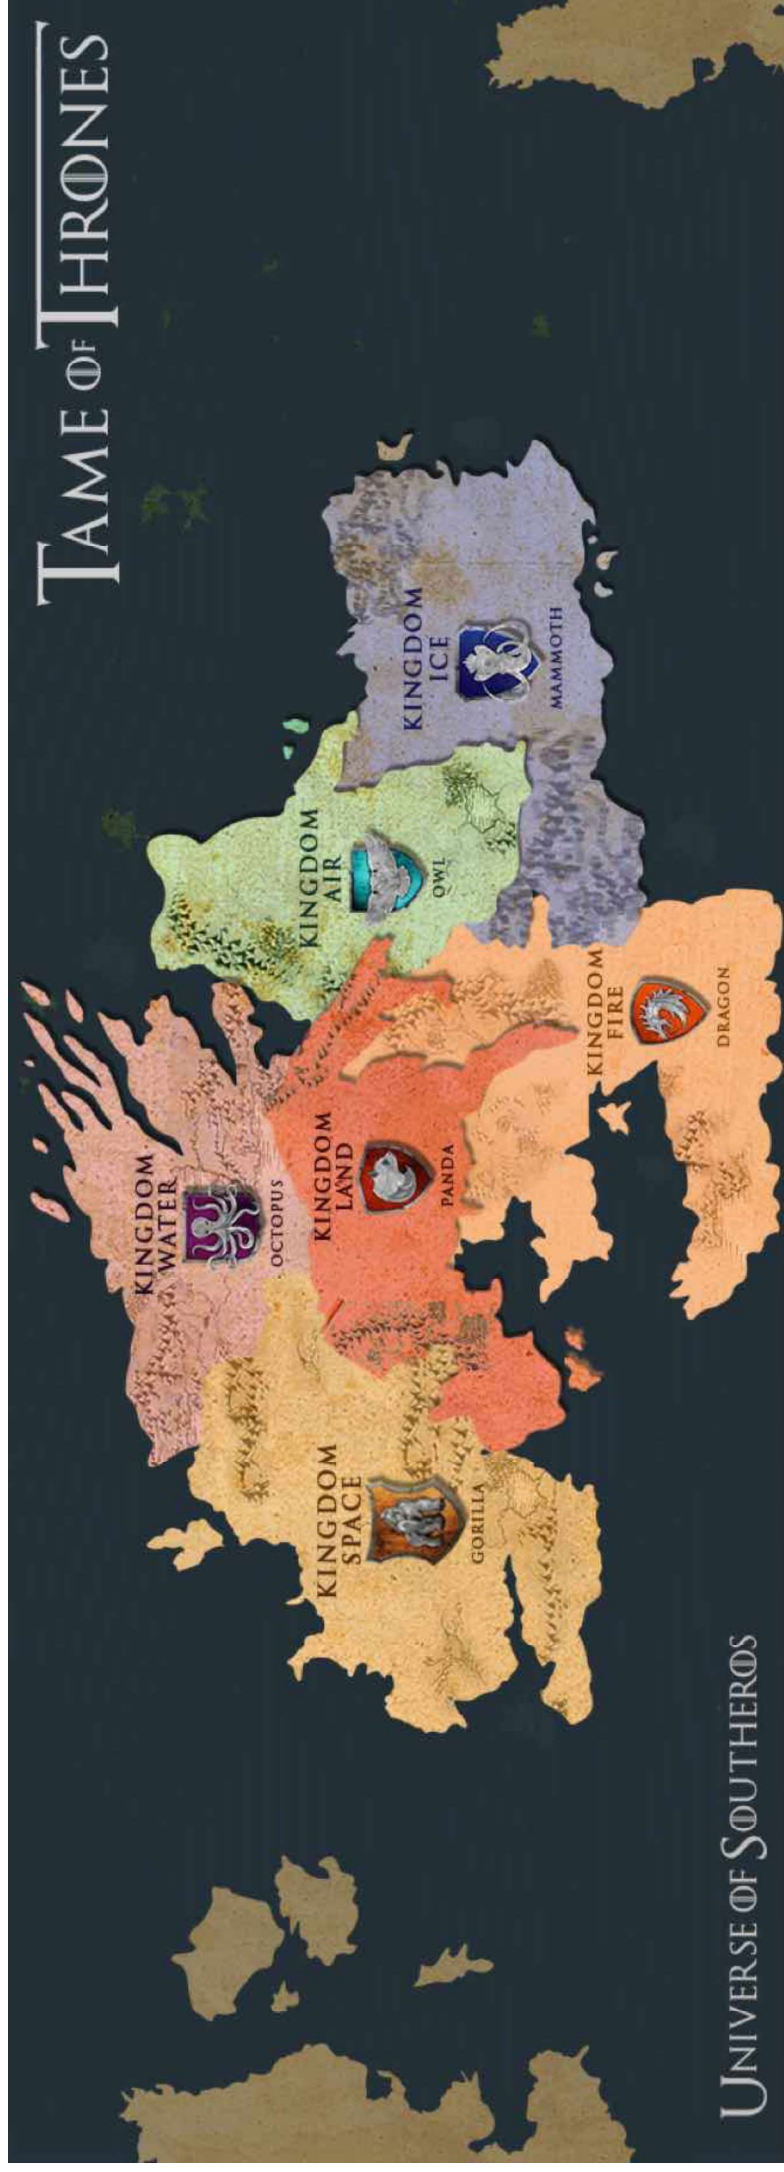 TAME OF THRONES
KINGDOM
WATER
OCTOPUS
KINGDOM
AIR
OWL
KINGDOM
LAND
PANDA
KINGDOM
SPACE
GORILLA
KINGDOM
ICE
MAMMOTH
KINGDOM
FIRE
DRAGON
UNIVERSE OF SOUTHEROS